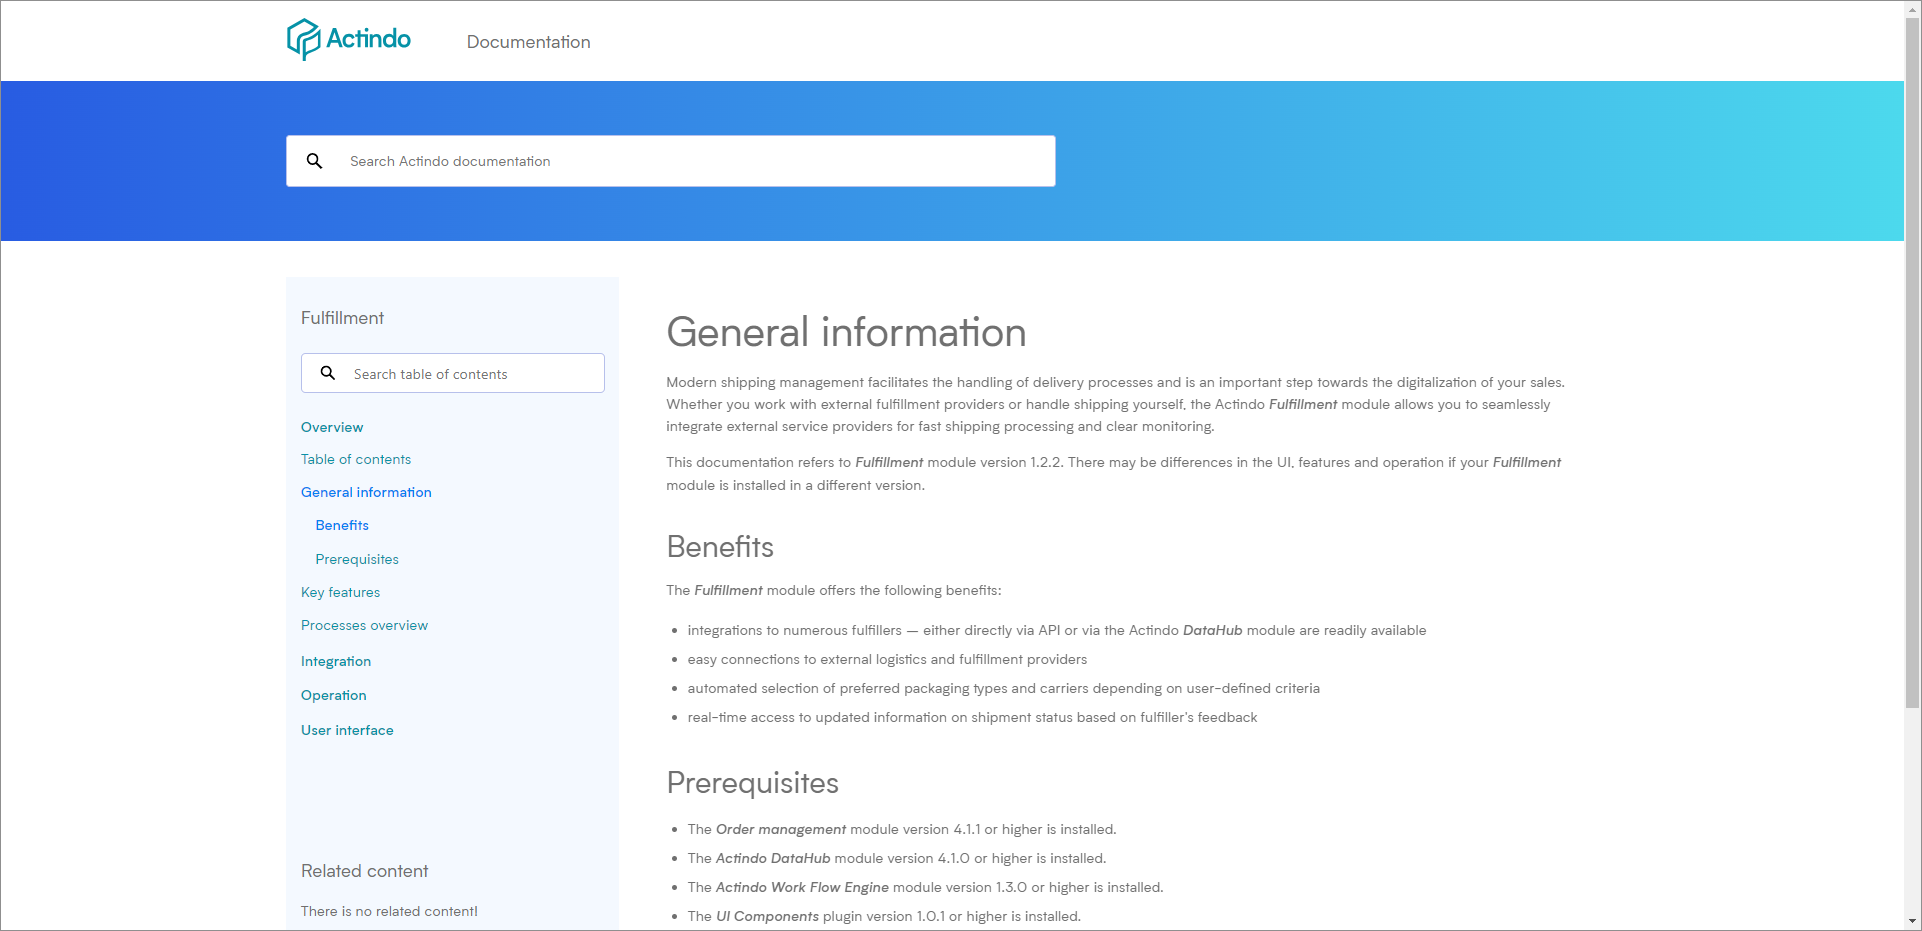 Actindo
Documentation
Search Actindo documentation
Fulfillment
Search table of contents
Overview
Table of contents
General information
Benefits
Prerequisites
Key features
Processes overview
Integration
Operation
User interface
Related content
There is no related content!
General information
Modern shipping management facilitates the handling of delivery processes and is an important step towards the digitalization of your sales.
Whether you work with external fulfillment providers or handle shipping yourself, the Actindo Fulfillment module allows you to seamlessly
integrate external service providers for fast shipping processing and clear monitoring.
This documentation refers to Fulfillment module version 1.2.2. There may be differences in the UI, features and operation if your Fulfillment
module is installed in a different version.
Benefits
The Fulfillment module offers the following benefits:
• integrations to numerous fulfillers — either directly via API or via the Actindo DataHub module are readily available
• easy connections to external logistics and fulfillment providers
• automated selection of preferred packaging types and carriers depending on user-defined criteria
• real-time access to updated information on shipment status based on fulfiller's feedback
Prerequisites
• The Order management module version 4.1.1 or higher is installed.
• The Actindo DataHub module version 4.1.0 or higher is installed.
• The Actindo Work Flow Engine module version 1.3.0 or higher is installed.
• The UI Components plugin version 1.0.1 or higher is installed.